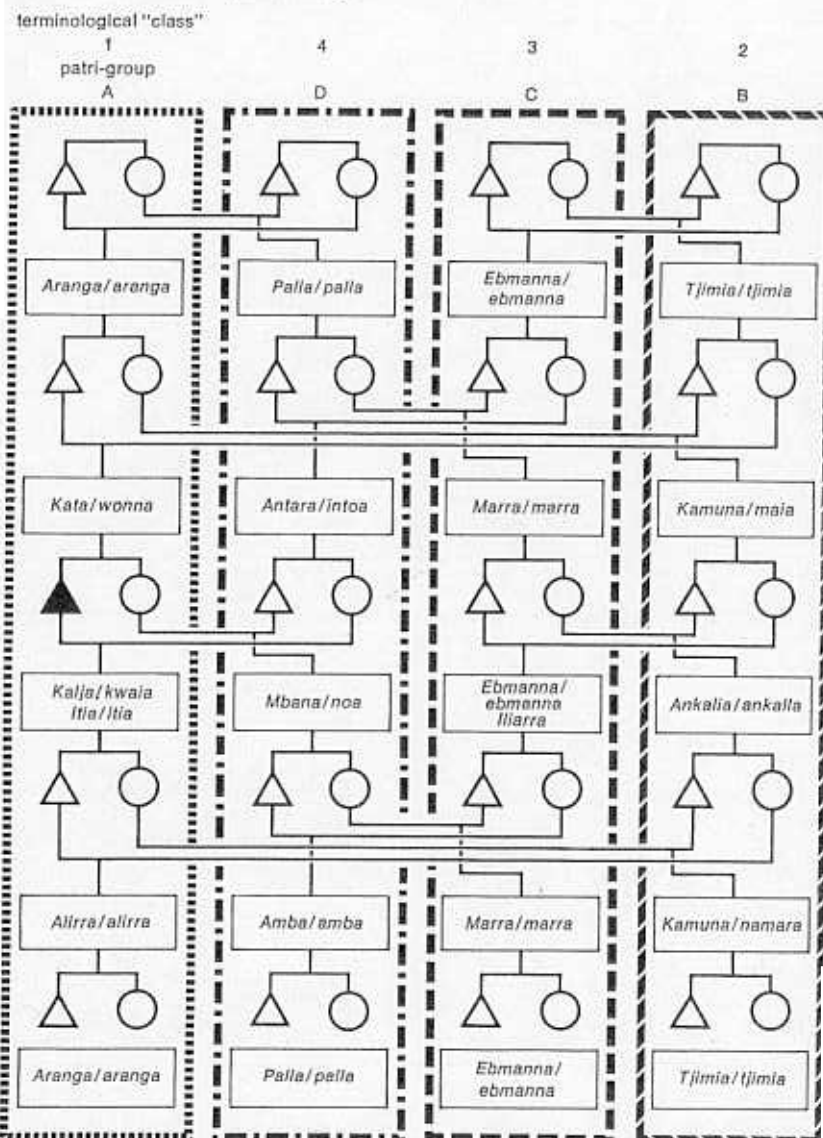 terminological "class"
1 4 3 2
patri-group
A D C B
Aranga/aranga Palla/palla Ebmanna/ Tjimia/tjimia
ebmanna
Kata/wonna Antara/intoa Marra/marra Kamuna/maia
Kalja/kwaia Mbana/noa Ebmanna/ Ankalia/ankalla
Itia/itia ebmanna
Iliarra
Alirra/alirra Amba/amba Marra/marra Kamuna/namara
Aranga/aranga Palla/palla Ebmanna/ Tjimia/tjimia
ebmanna